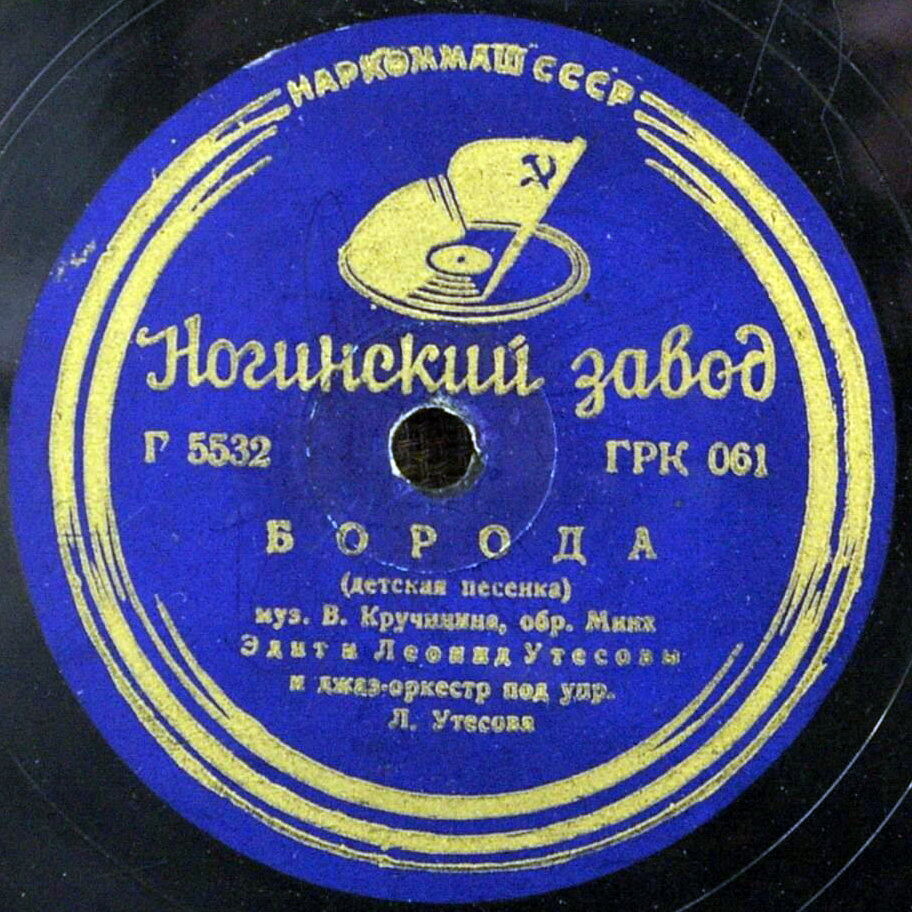 НАРКОММАШ СССР
Ногинский завод
Г 5532 ГРК 061
БОРОДА
(детская песенка)
муз. В. Кручинина, обр. Минх
Эдит и Леонид Утесовы
и джаз-оркестр под упр.
Л. Утесова